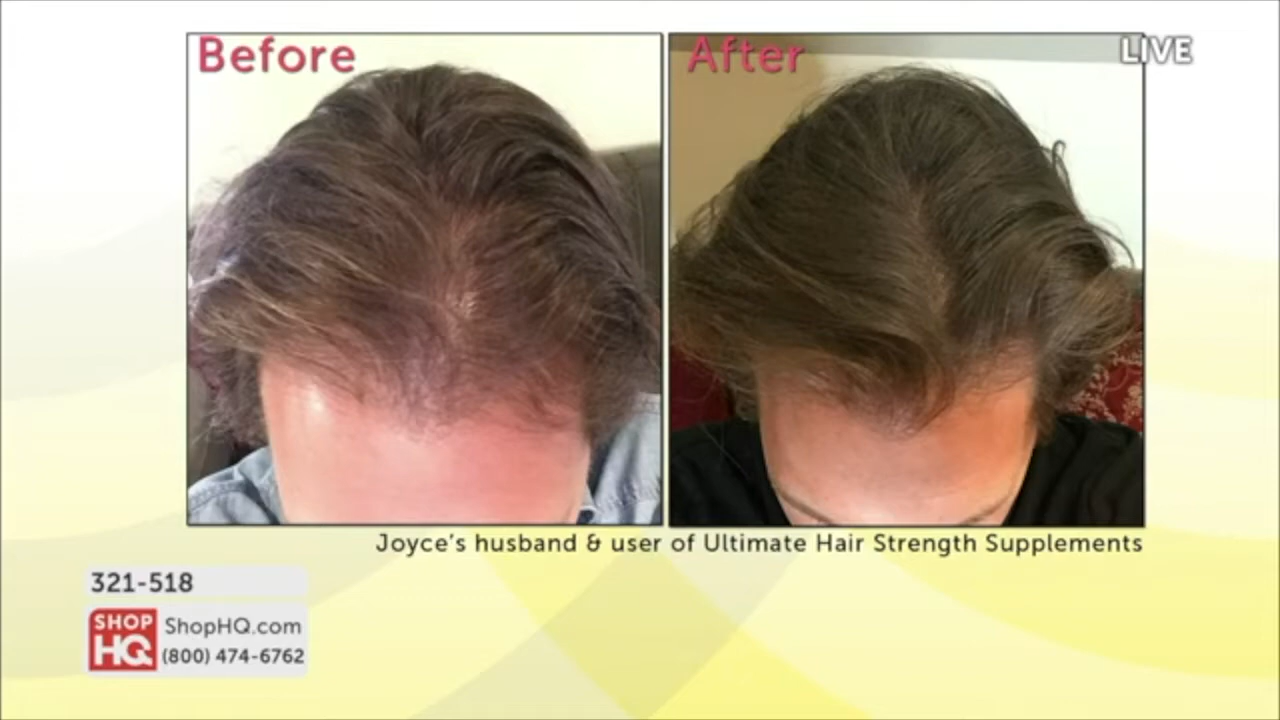 Before
After
LIVE
Joyce's husband & user of Ultimate Hair Strength Supplements
321-518
SHOP
HQ
ShopHQ.com
(800) 474-6762